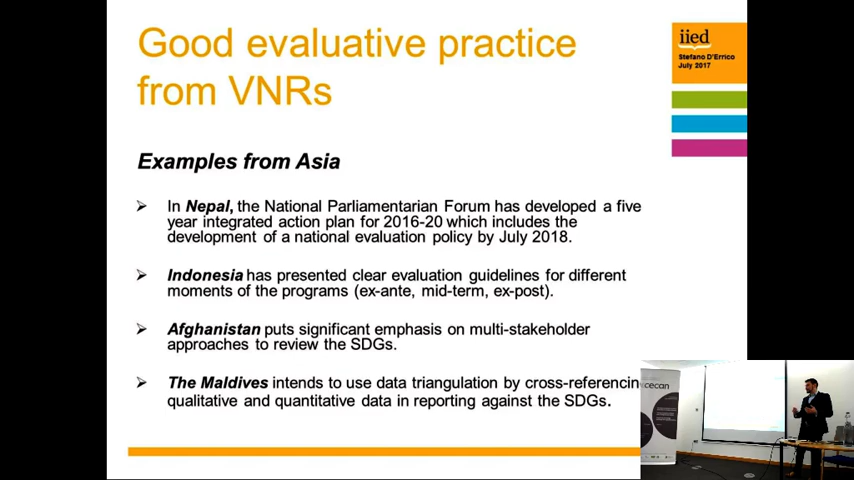 Good evaluative practice
from VNRs
iied
Stefano D'Errico
July 2017
Examples from Asia
In Nepal, the National Parliamentarian Forum has developed a five
year integrated action plan for 2016-20 which includes the
development of a national evaluation policy by July 2018.
Indonesia has presented clear evaluation guidelines for different
moments of the programs (ex-ante, mid-term, ex-post).
Afghanistan puts significant emphasis on multi-stakeholder
approaches to review the SDGs.
The Maldives intends to use data triangulation by cross-referencin
qualitative and quantitative data in reporting against the SDGs.
cecan